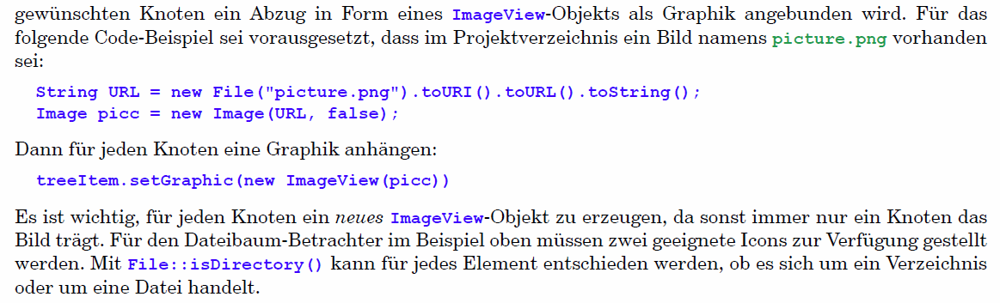 gewünschten Knoten ein Abzug in Form eines ImageView-Objekts als Graphik angebunden wird. Für das
folgende Code-Beispiel sei vorausgesetzt, dass im Projektverzeichnis ein Bild namens picture.png vorhanden
sei:
String URL = new File("picture.png").toURI().toURL().toString();
Image picc = new Image(URL, false);
Dann für jeden Knoten eine Graphik anhängen:
treeItem.setGraphic(new ImageView(picc))
Es ist wichtig, für jeden Knoten ein neues ImageView-Objekt zu erzeugen, da sonst immer nur ein Knoten das
Bild trägt. Für den Dateibaum-Betrachter im Beispiel oben müssen zwei geeignete Icons zur Verfügung gestellt
werden. Mit File::isDirectory() kann für jedes Element entschieden werden, ob es sich um ein Verzeichnis
oder um eine Datei handelt.